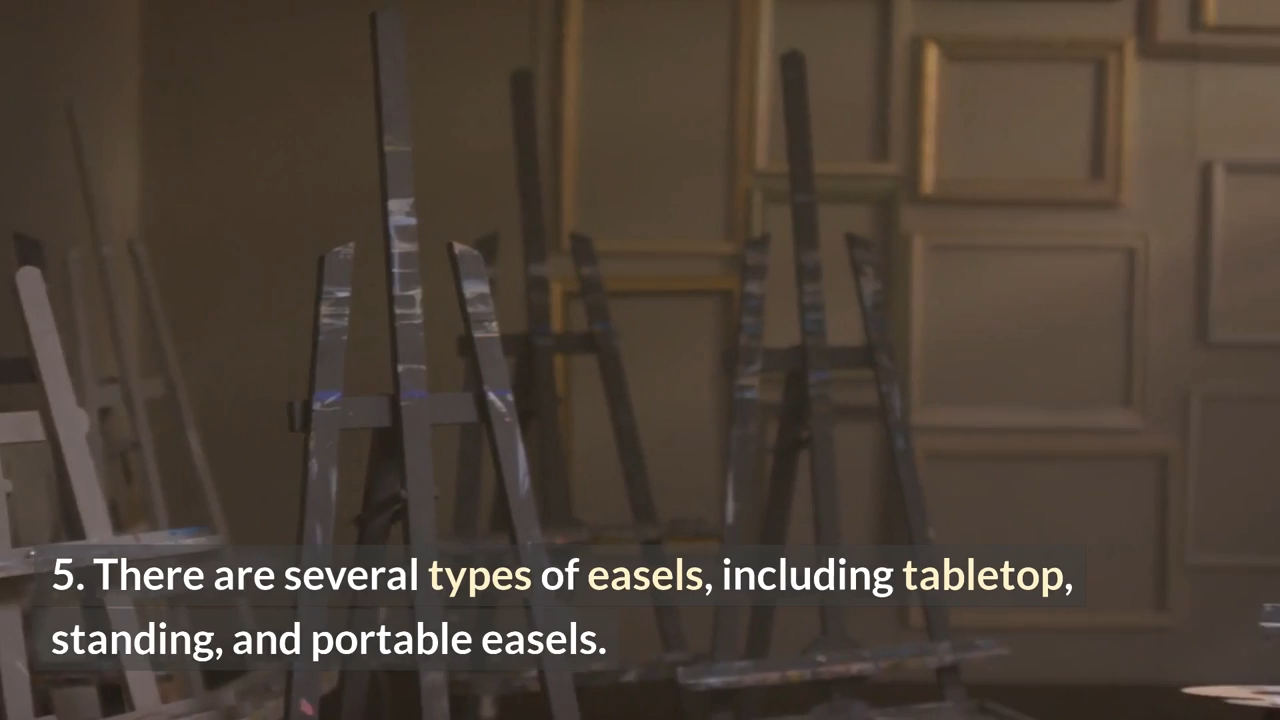 5. There are several types of easels, including tabletop,
standing, and portable easels.